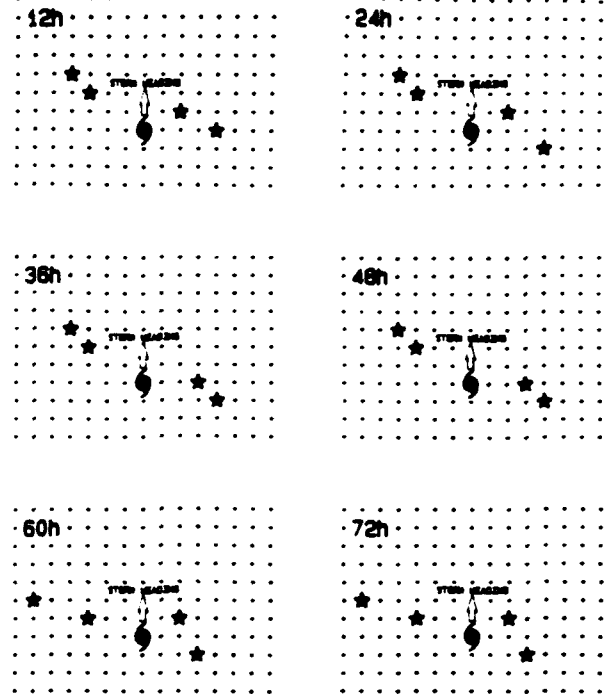 12h
24h
STORM HEADING
STORM HEADING
36h
48h
STORM HEADING
STORM HEADING
60h
72h
STORM HEADING
STORM HEADING